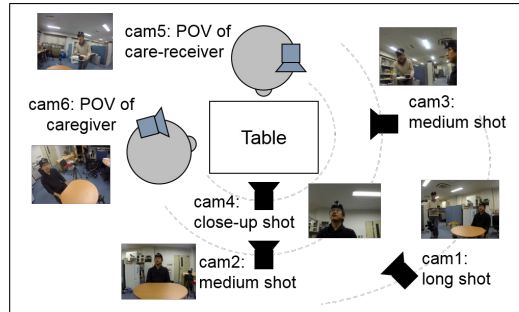 cam5: POV of
care-receiver
cam6: POV of
caregiver
Table
cam3:
medium shot
cam4:
close-up shot
cam2:
medium shot
cam1:
long shot